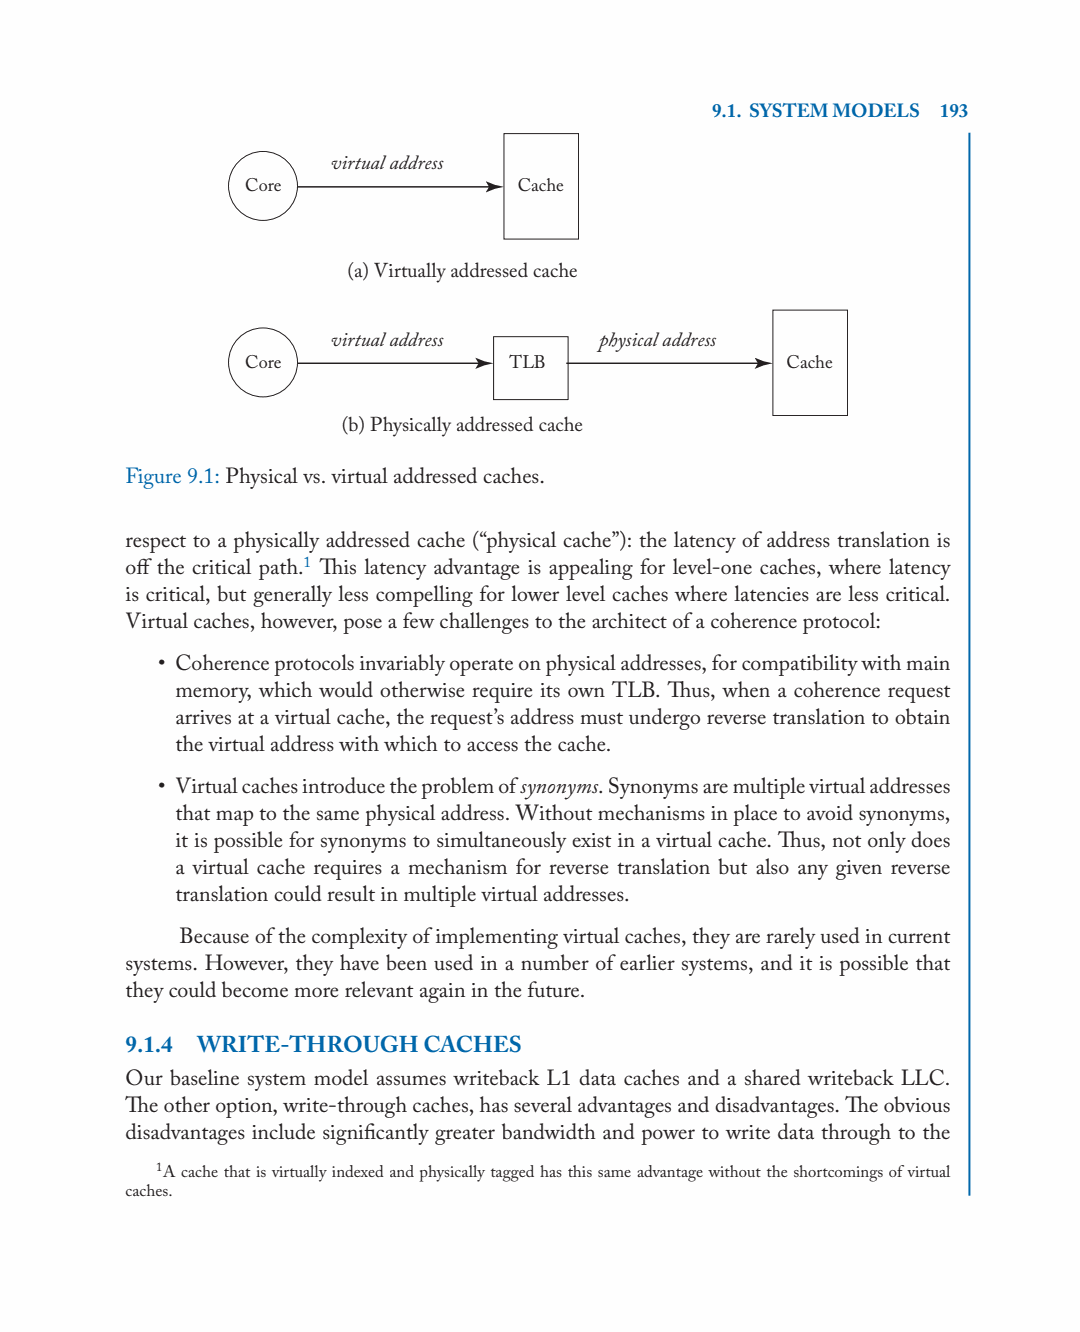 9.1. SYSTEM MODELS 193
virtual address
Core
Cache
(a) Virtually addressed cache
virtual address
physical address
Core
TLB
Cache
(b) Physically addressed cache
Figure 9.1: Physical vs. virtual addressed caches.
respect to a physically addressed cache (“physical cache”): the latency of address translation is
off the critical path.1 This latency advantage is appealing for level-one caches, where latency
is critical, but generally less compelling for lower level caches where latencies are less critical.
Virtual caches, however, pose a few challenges to the architect of a coherence protocol:
• Coherence protocols invariably operate on physical addresses, for compatibility with main
memory, which would otherwise require its own TLB. Thus, when a coherence request
arrives at a virtual cache, the request’s address must undergo reverse translation to obtain
the virtual address with which to access the cache.
• Virtual caches introduce the problem of synonyms. Synonyms are multiple virtual addresses
that map to the same physical address. Without mechanisms in place to avoid synonyms,
it is possible for synonyms to simultaneously exist in a virtual cache. Thus, not only does
a virtual cache requires a mechanism for reverse translation but also any given reverse
translation could result in multiple virtual addresses.
Because of the complexity of implementing virtual caches, they are rarely used in current
systems. However, they have been used in a number of earlier systems, and it is possible that
they could become more relevant again in the future.
9.1.4 WRITE-THROUGH CACHES
Our baseline system model assumes writeback L1 data caches and a shared writeback LLC.
The other option, write-through caches, has several advantages and disadvantages. The obvious
disadvantages include significantly greater bandwidth and power to write data through to the
1A cache that is virtually indexed and physically tagged has this same advantage without the shortcomings of virtual
caches.